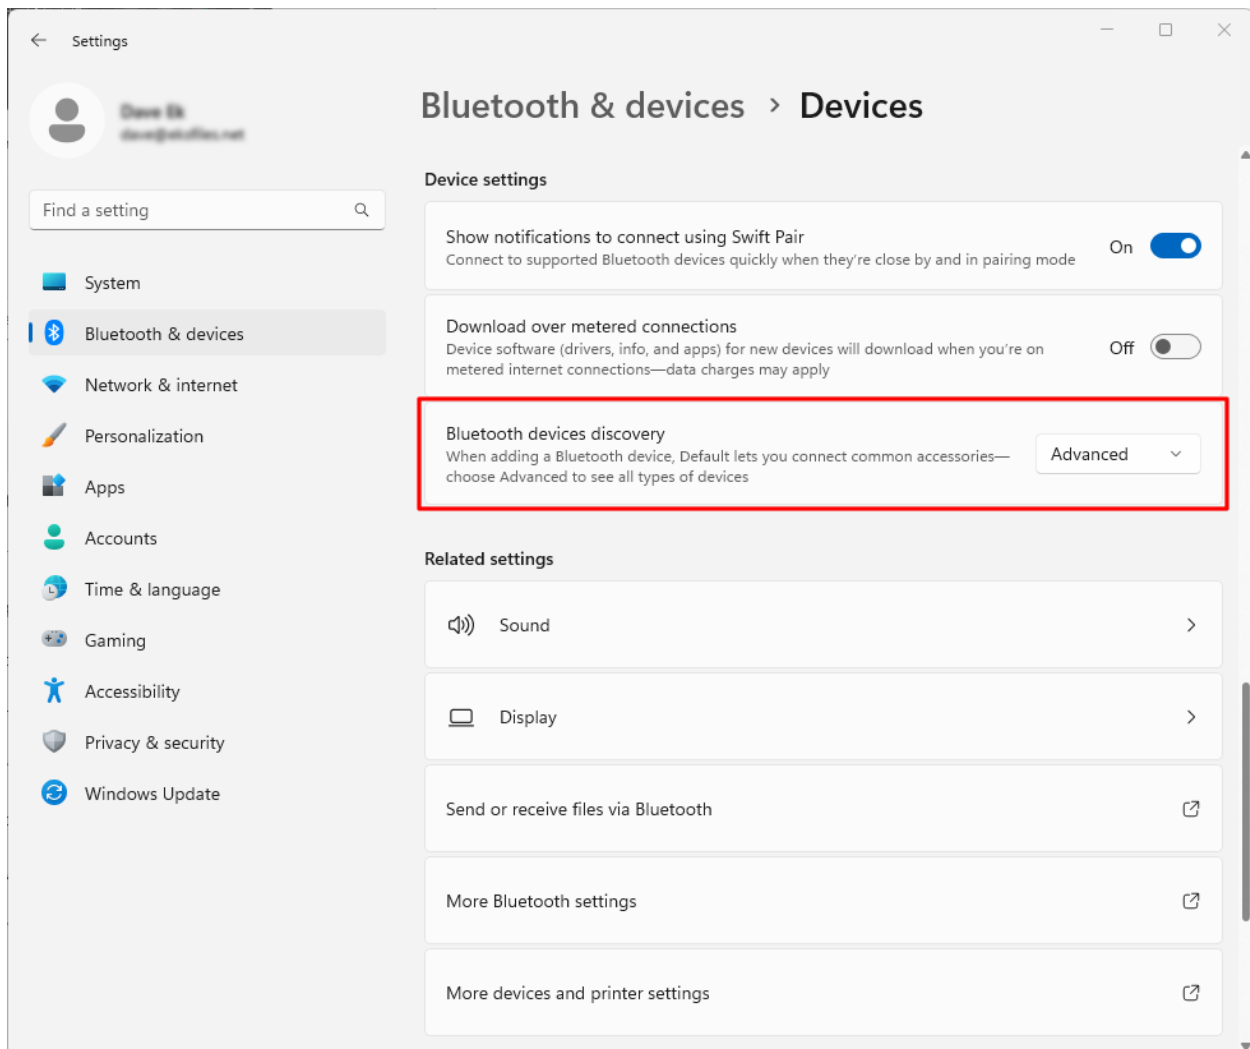 Settings
Bluetooth & devices > Devices
Find a setting
System
Bluetooth & devices
Network & internet
Personalization
Apps
Accounts
Time & language
Gaming
Accessibility
Privacy & security
Windows Update
Device settings
Show notifications to connect using Swift Pair
Connect to supported Bluetooth devices quickly when they're close by and in pairing mode
On
Download over metered connections
Device software (drivers, info, and apps) for new devices will download when you're on
metered internet connections—data charges may apply
Off
Bluetooth devices discovery
When adding a Bluetooth device, Default lets you connect common accessories—
choose Advanced to see all types of devices
Advanced
Related settings
Sound
Display
Send or receive files via Bluetooth
More Bluetooth settings
More devices and printer settings